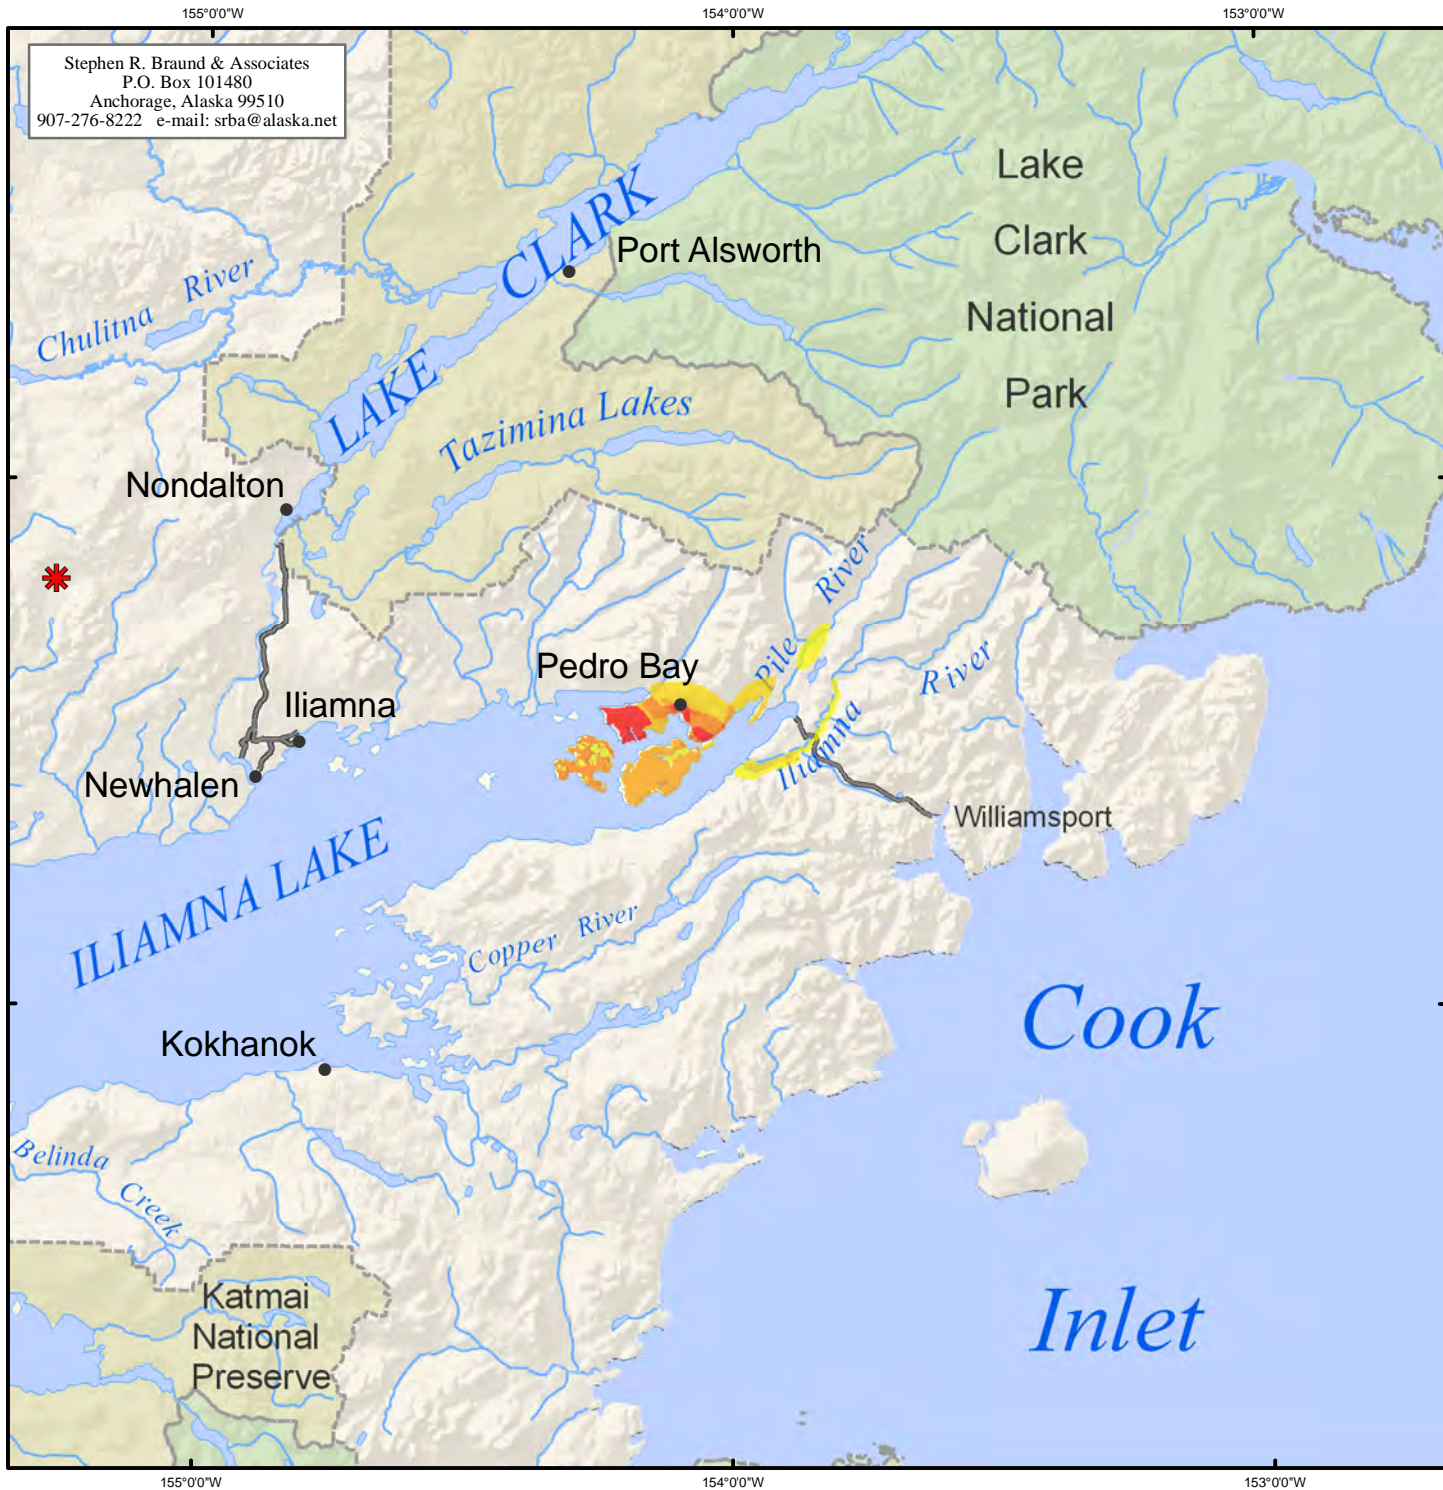 155°0'0"W
154°0'0"W
153°0'0"W
Stephen R. Braund & Associates
P.O. Box 101480
Anchorage, Alaska 99510
907-276-8222 e-mail: srba@alaska.net
Lake
Clark
National
Park
Port Alsworth
LAKE CLARK
Chulitna River
Tazimina Lakes
Nondalton
Pile River
Pedro Bay
Iliamna River
Iliamna
Newhalen
Williamsport
ILIAMNA LAKE
Copper River
Cook
Inlet
Kokhanok
Belinda
Creek
Katmai
National
Preserve
155°0'0"W
154°0'0"W
153°0'0"W